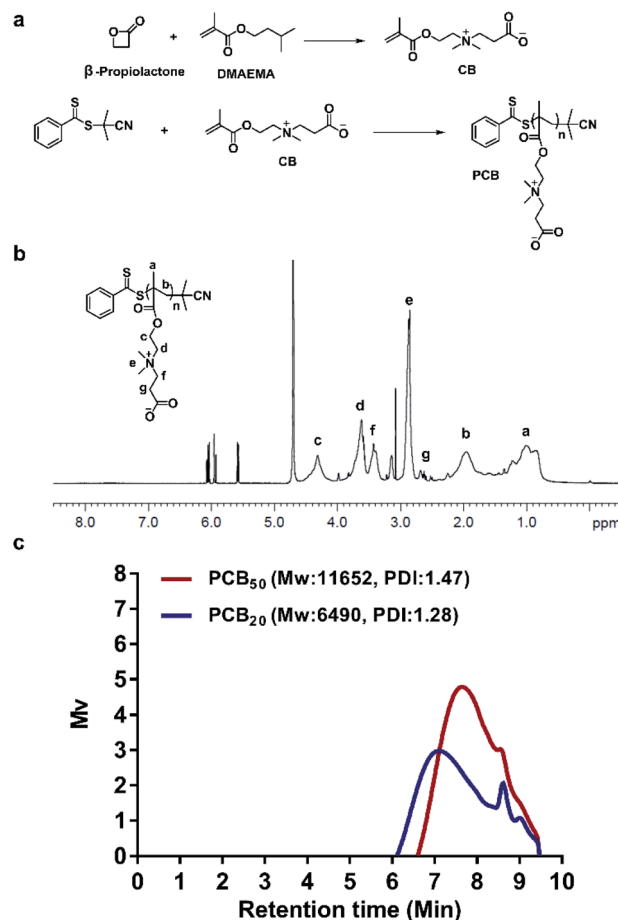 a
O
O
+
O
O
β-Propiolactone
DMAEMA
O
O
N
+
O
O-
CB
S
S
CN
+
O
O
N
+
O
O-
CB
S
S
n
CN
O
O
PCB
N
+
O
-O
b
S
a
b
S
n
CN
O
O
c
d
e
N
+
f
g
O
-O
c
d
f
e
g
b
a
8.0 7.0 6.0 5.0 4.0 3.0 2.0 1.0 ppm
c
PCB50 (Mw:11652, PDI:1.47)
PCB20 (Mw:6490, PDI:1.28)
8
7
6
5
4
3
2
1
0
Mv
0 1 2 3 4 5 6 7 8 9 10
Retention time (Min)